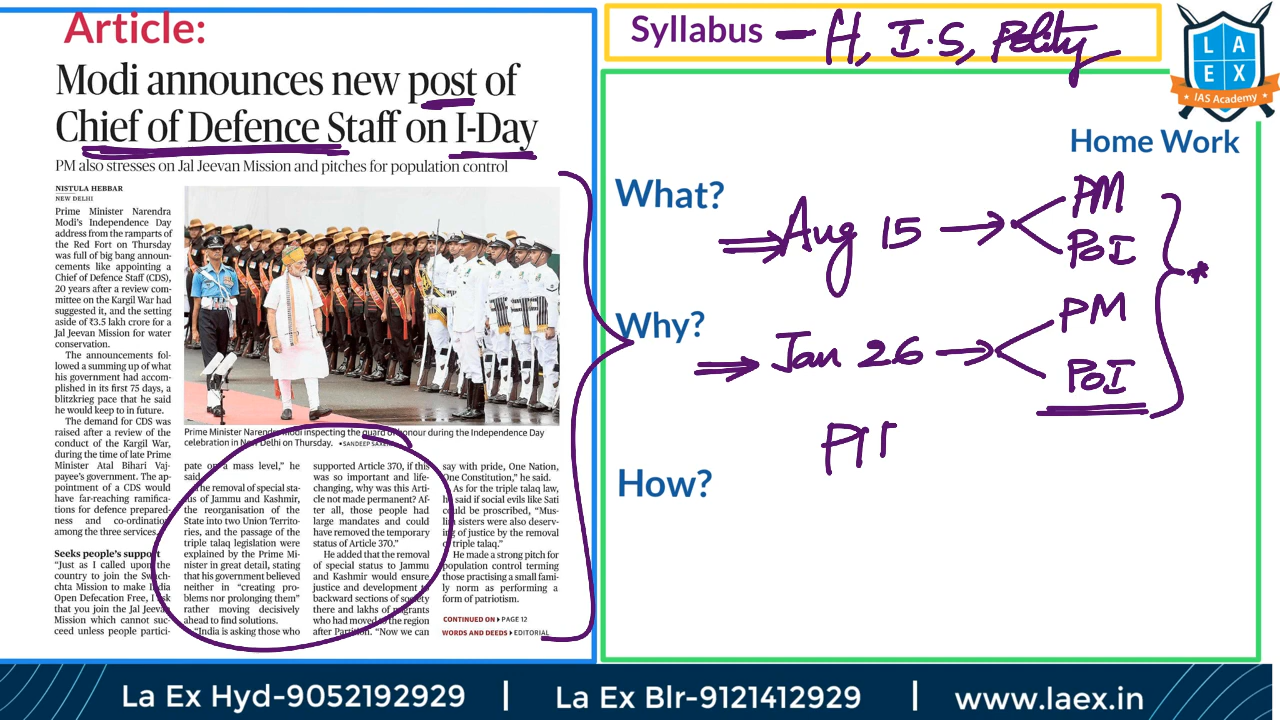 Article:
Modi announces new post of
Chief of Defence Staff on I-Day
PM also stresses on Jal Jeevan Mission and pitches for population control
NISTULA HEBBAR
NEW DELHI
Prime Minister Narendra
Modi's Independence Day
address from the ramparts of
the Red Fort on Thursday
was full of big bang announ-
cements like appointing a
Chief of Defence Staff (CDS),
20 years after a review com-
mittee on the Kargil War had
suggested it, and the setting
aside of ₹3.5 lakh crore for a
Jal Jeevan Mission for water
conservation.
The announcements fol-
lowed a summing up of what
his government had accom-
plished in its first 75 days, a
blitzkrieg pace that he said
he would keep to in future.
The demand for CDS was
raised after a review of the
conduct of the Kargil War,
during the time of late Prime
Minister Atal Bihari Vaj-
payee's government. The ap-
pointment of a CDS would
have far-reaching ramifica-
tions for defence prepared-
ness and co-ordination
among the three services.
Seeks people's support
"Just as I called upon the
country to join the Swach-
chta Mission to make India
Open Defecation Free, I ask
that you join the Jal Jeevan
Mission which cannot suc-
ceed unless people partici-
Prime Minister Narendra Modi inspecting the guard of honour during the Independence Day
celebration in New Delhi on Thursday. •SANDEEP
pate on a mass level," he
said.
The removal of special sta-
tus of Jammu and Kashmir,
the reorganisation of the
State into two Union Territo-
ries, and the passage of the
triple talaq legislation were
explained by the Prime Mi-
nister in great detail, stating
that his government believed
neither in "creating pro-
blems nor prolonging them"
rather moving decisively
ahead to find solutions.
"India is asking those who
supported Article 370, if this
was so important and life-
changing, why was this Arti-
cle not made permanent? Af-
ter all, those people had
large mandates and could
have removed the temporary
status of Article 370."
He added that the removal
of special status to Jammu
and Kashmir would ensure
justice and development to
backward sections of society
there and lakhs of migrants
who had moved to the region
after Partition. "Now we can
say with pride, One Nation,
One Constitution," he said.
As for the triple talaq law,
he said if social evils like Sati
could be proscribed, "Mus-
lim sisters were also deserv-
ing of justice by the removal
of triple talaq."
He made a strong pitch for
population control terming
those practising a small fami-
ly norm as performing a
form of patriotism.
CONTINUED ON ▸ PAGE 12
WORDS AND DEEDS ▸ EDITORIAL
Syllabus - H, I.S, Polity
L A
E X
IAS Academy
Home Work
What?
⇒ Aug 15 → PM
PoI
Why?
⇒ Jan 26 → PM
PoI
*
How?
La Ex Hyd-9052192929 | La Ex Blr-9121412929 | www.laex.in